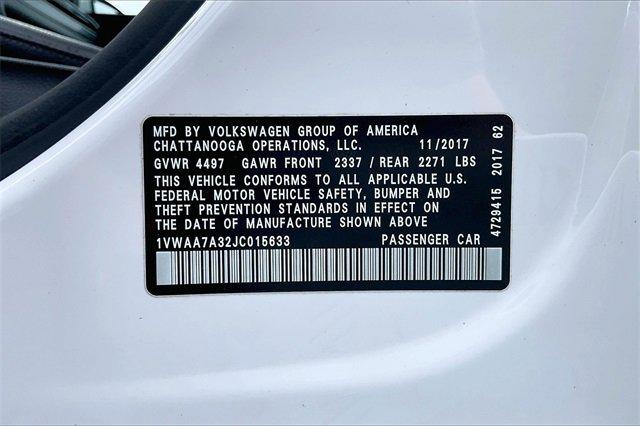 MFD BY VOLKSWAGEN GROUP OF AMERICA
CHATTANOOGA OPERATIONS, LLC. 11/2017
GVWR 4497 GAWR FRONT 2337 / REAR 2271 LBS
THIS VEHICLE CONFORMS TO ALL APPLICABLE U.S.
FEDERAL MOTOR VEHICLE SAFETY, BUMPER AND
THEFT PREVENTION STANDARDS IN EFFECT ON
THE DATE OF MANUFACTURE SHOWN ABOVE
1VWAA7A32JC015633 PASSENGER CAR
4729415 2017 62